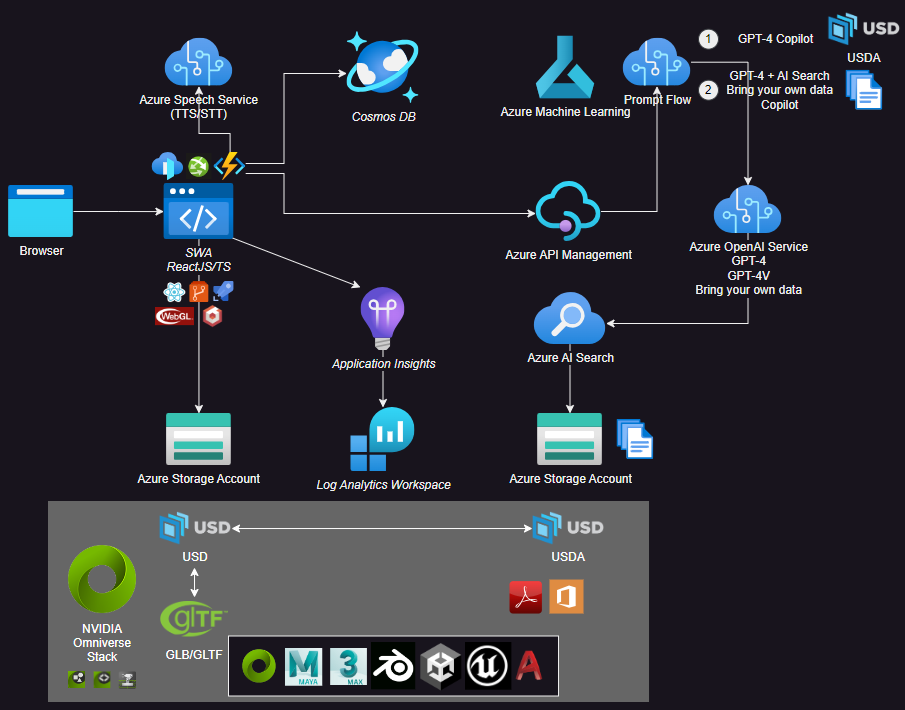 1
GPT-4 Copilot
USD
USDA
2
GPT-4 + AI Search
Bring your own data
Copilot
Azure Speech Service
(TTS/STT)
Cosmos DB
Azure Machine Learning
Prompt Flow
Browser
SWA
ReactJS/TS
WebGL
Azure API Management
Azure OpenAI Service
GPT-4
GPT-4V
Bring your own data
Application Insights
Azure AI Search
Azure Storage Account
Log Analytics Workspace
Azure Storage Account
USD
USD
USD
USDA
NVIDIA
Omniverse
Stack
glTF
GLB/GLTF
M
MAYA
3
MAX
U
A